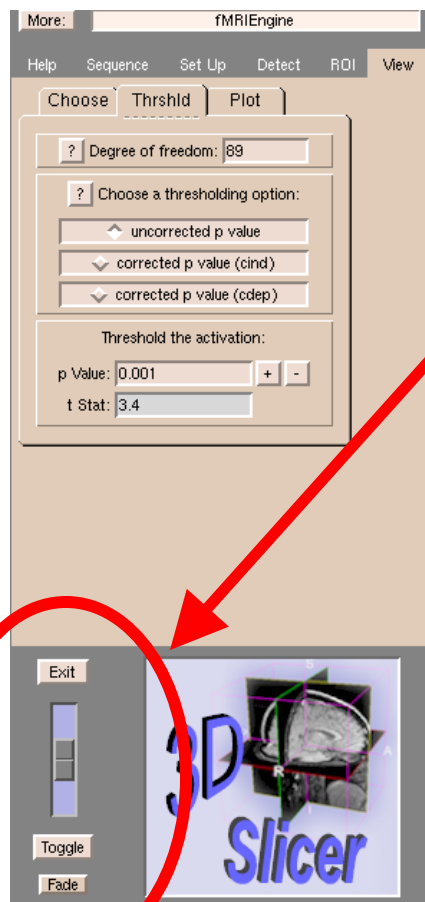 More: fMRIEngine
Help Sequence Set Up Detect ROI View
Choose Thrshld Plot
? Degree of freedom: 89
? Choose a thresholding option:
uncorrected p value
corrected p value (cind)
corrected p value (cdep)
Threshold the activation:
p Value: 0.001 + -
t Stat: 3.4
Exit
S
3D
A
R
I
Toggle
Slicer
Fade